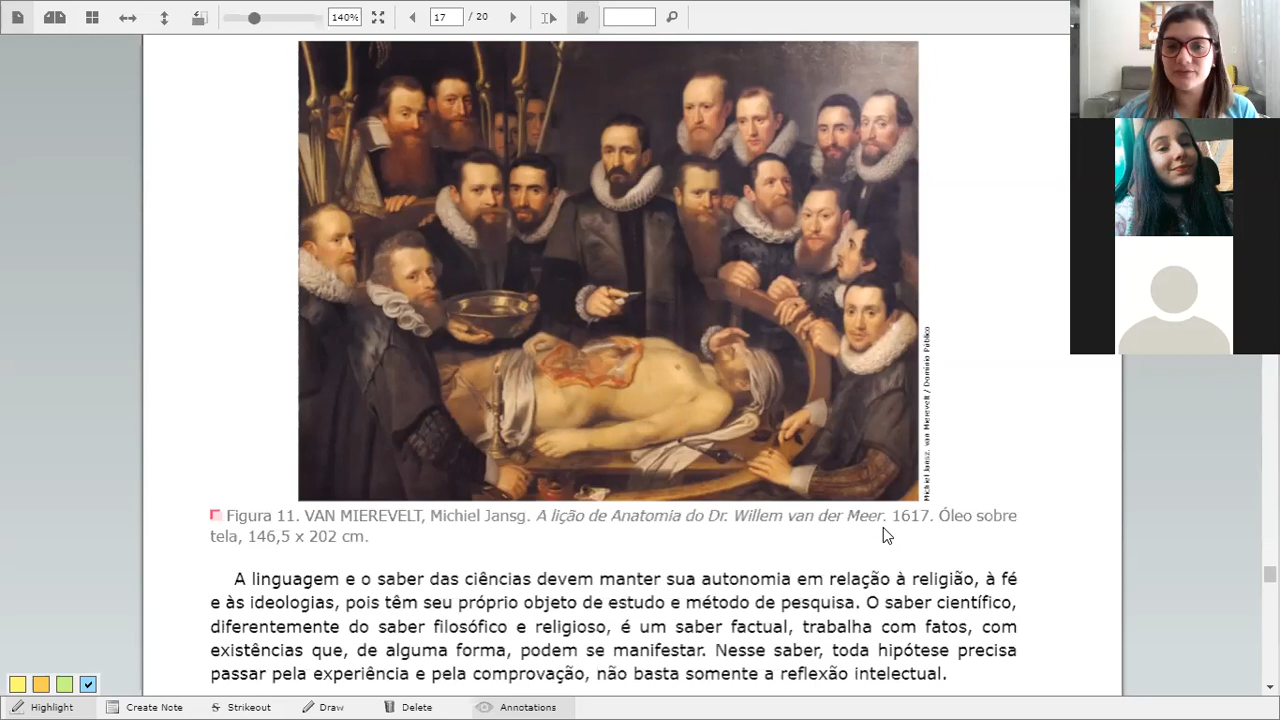 140%
17
/ 20
Michiel Jansz. van Mierevelt / Domínio Público
Figura 11. VAN MIEREVELT, Michiel Jansg. A lição de Anatomia do Dr. Willem van der Meer. 1617. Óleo sobre
tela, 146,5 x 202 cm.
A linguagem e o saber das ciências devem manter sua autonomia em relação à religião, à fé
e às ideologias, pois têm seu próprio objeto de estudo e método de pesquisa. O saber científico,
diferentemente do saber filosófico e religioso, é um saber factual, trabalha com fatos, com
existências que, de alguma forma, podem se manifestar. Nesse saber, toda hipótese precisa
passar pela experiência e pela comprovação, não basta somente a reflexão intelectual.
Highlight
Create Note
Strikeout
Draw
Delete
Annotations